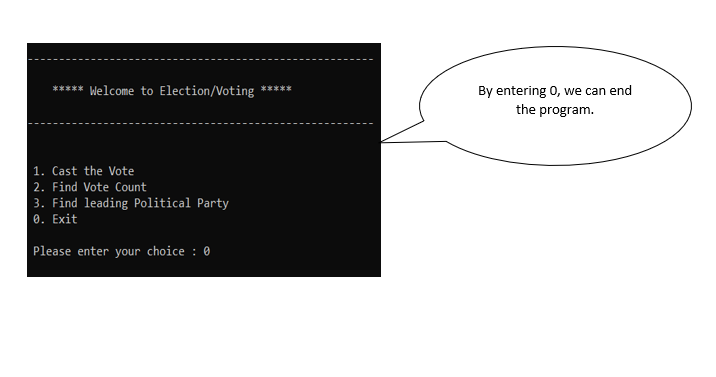 -------------------------------------------------------
***** Welcome to Election/Voting *****
-------------------------------------------------------
1. Cast the Vote
2. Find Vote Count
3. Find leading Political Party
0. Exit
Please enter your choice : 0
By entering 0, we can end
the program.